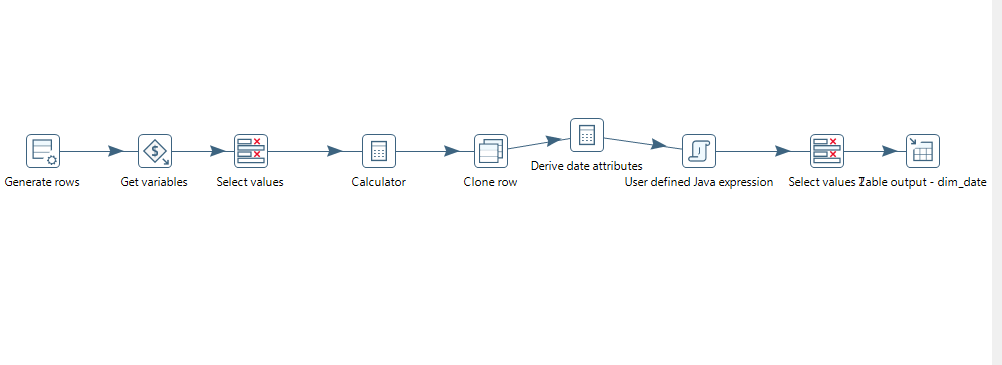 Generate rows
Get variables
Select values
Calculator
Clone row
Derive date attributes
User defined Java expression
Select values 2
Table output - dim_date